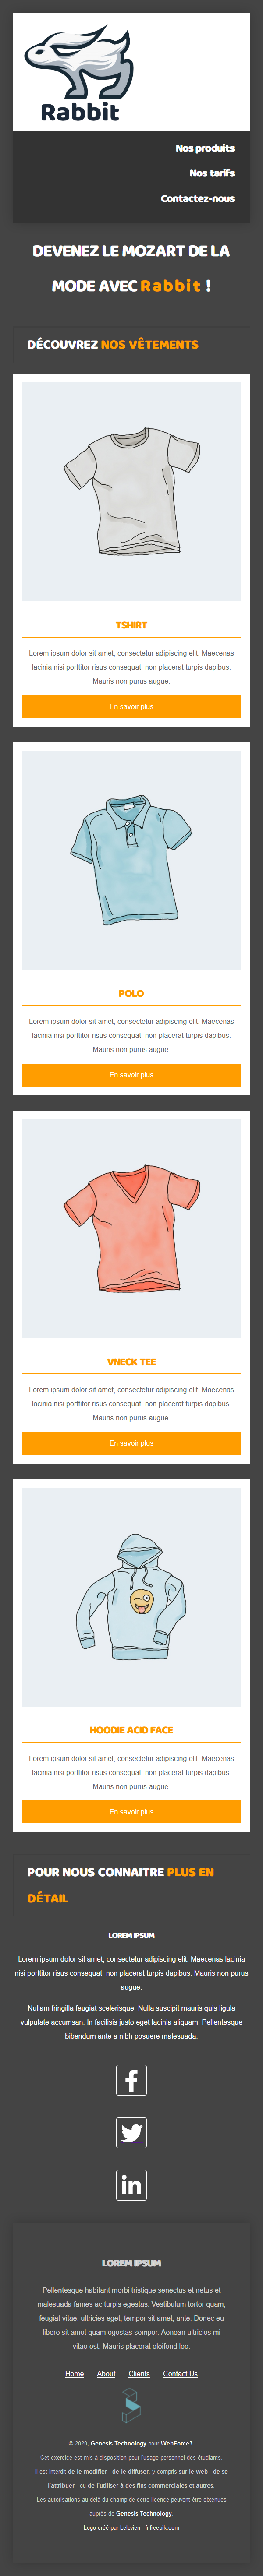 Rabbit
Nos produits
Nos tarifs
Contactez-nous
DEVENEZ LE MOZART DE LA
MODE AVEC Rabbit !
DÉCOUVREZ NOS VÊTEMENTS
TSHIRT
Lorem ipsum dolor sit amet, consectetur adipiscing elit. Maecenas
lacinia nisi porttitor risus consequat, non placerat turpis dapibus.
Mauris non purus augue.
En savoir plus
POLO
Lorem ipsum dolor sit amet, consectetur adipiscing elit. Maecenas
lacinia nisi porttitor risus consequat, non placerat turpis dapibus.
Mauris non purus augue.
En savoir plus
VNECK TEE
Lorem ipsum dolor sit amet, consectetur adipiscing elit. Maecenas
lacinia nisi porttitor risus consequat, non placerat turpis dapibus.
Mauris non purus augue.
En savoir plus
HOODIE ACID FACE
Lorem ipsum dolor sit amet, consectetur adipiscing elit. Maecenas
lacinia nisi porttitor risus consequat, non placerat turpis dapibus.
Mauris non purus augue.
En savoir plus
POUR NOUS CONNAITRE PLUS EN
DÉTAIL
LOREM IPSUM
Lorem ipsum dolor sit amet, consectetur adipiscing elit. Maecenas lacinia
nisi porttitor risus consequat, non placerat turpis dapibus. Mauris non purus
augue.
Nullam fringilla feugiat scelerisque. Nulla suscipit mauris quis ligula
vulputate accumsan. In facilisis justo eget lacinia aliquam. Pellentesque
bibendum ante a nibh posuere malesuada.
LOREM IPSUM
Pellentesque habitant morbi tristique senectus et netus et
malesuada fames ac turpis egestas. Vestibulum tortor quam,
feugiat vitae, ultricies eget, tempor sit amet, ante. Donec eu
libero sit amet quam egestas semper. Aenean ultricies mi
vitae est. Mauris placerat eleifend leo.
Home About Clients Contact Us
© 2020, Genesis Technology pour WebForce3.
Cet exercice est mis à disposition pour l'usage personnel des étudiants.
Il est interdit de le modifier - de le diffuser, y compris sur le web - de se
l'attribuer - ou de l'utiliser à des fins commerciales et autres.
Les autorisations au-delà du champ de cette licence peuvent être obtenues
auprès de Genesis Technology.
Logo créé par Lelevien - fr.freepik.com